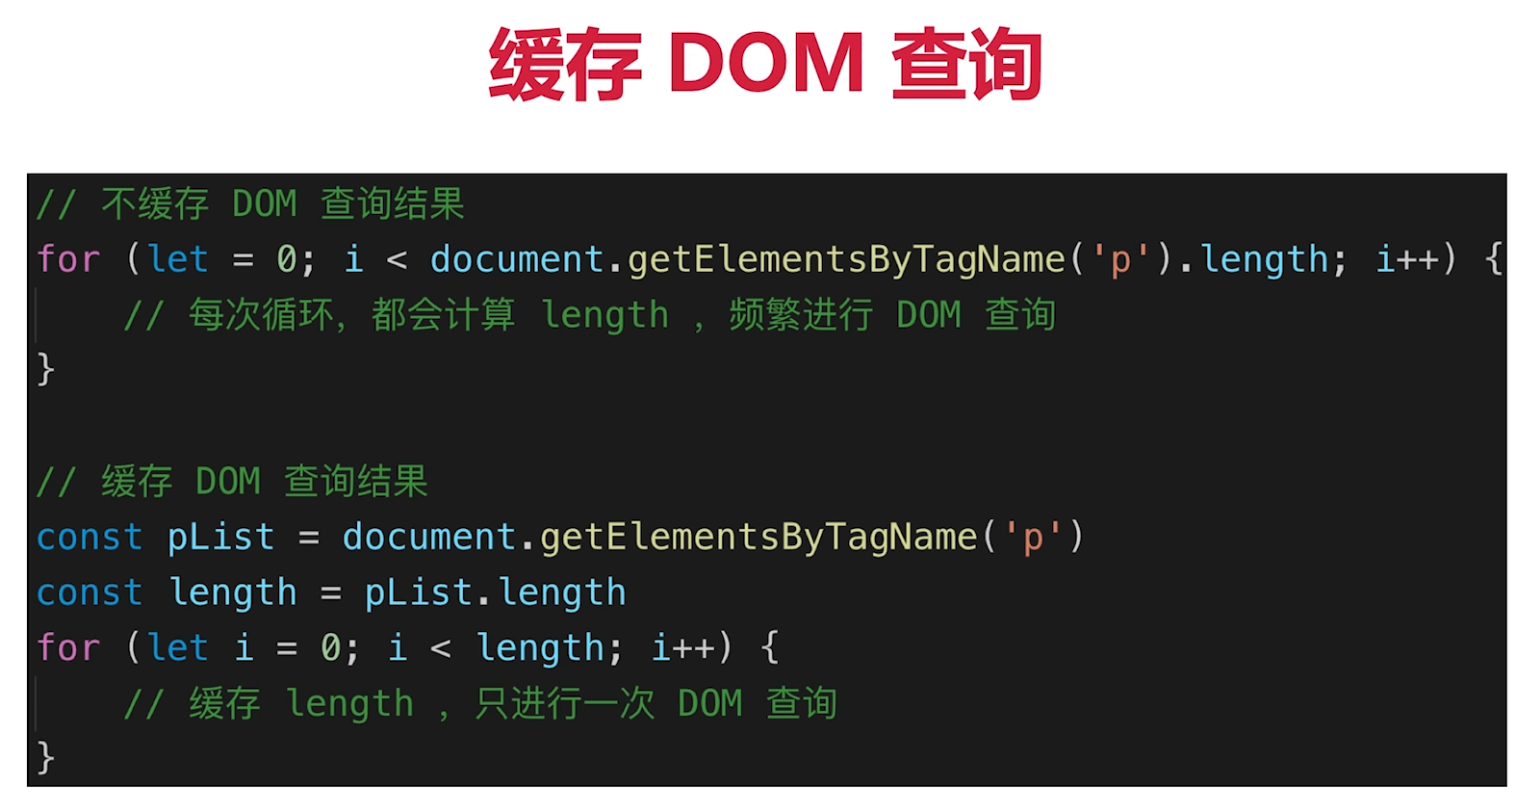 缓存 DOM 查询
// 不缓存 DOM 查询结果
for (let = 0; i < document.getElementsByTagName('p').length; i++) {
    // 每次循环，都会计算 length ，频繁进行 DOM 查询
}
// 缓存 DOM 查询结果
const pList = document.getElementsByTagName('p')
const length = pList.length
for (let i = 0; i < length; i++) {
    // 缓存 length ，只进行一次 DOM 查询
}